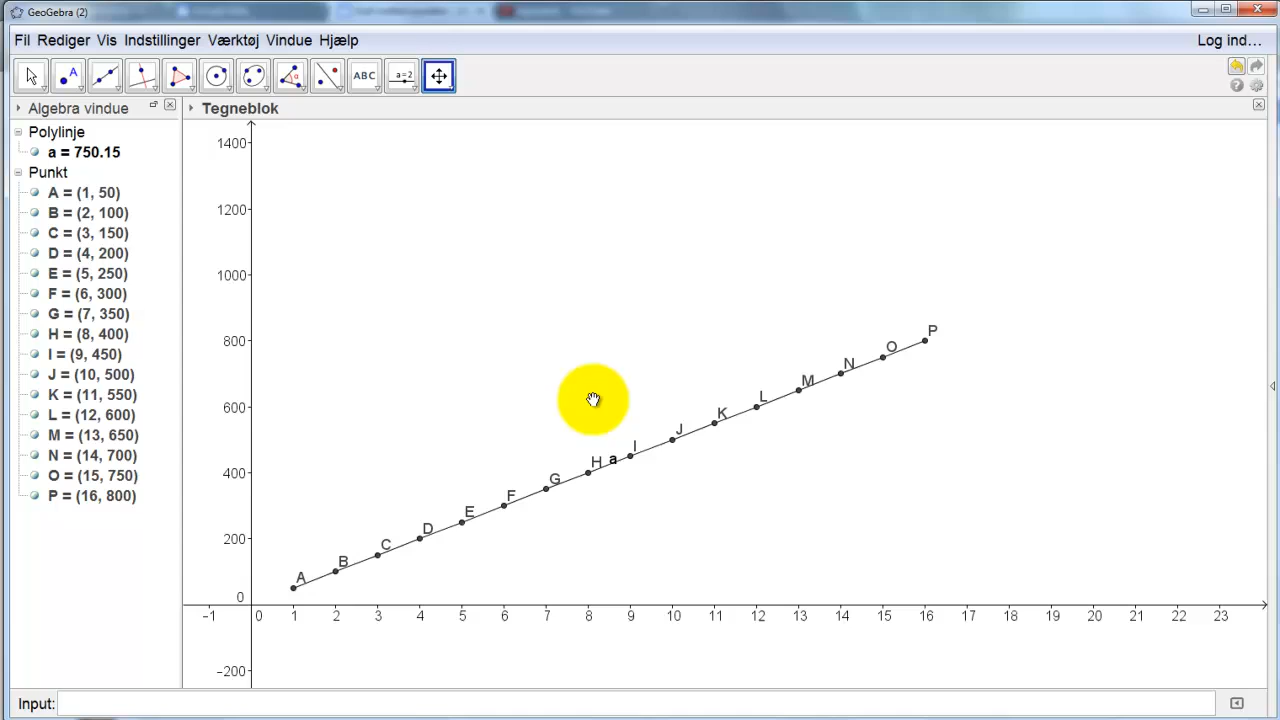 GeoGebra (2)
Fil Rediger Vis Indstillinger Værktøj Vindue Hjælp Log ind...
A ABC a=2
Algebra vindue
Tegneblok
Polylinje
a = 750.15
Punkt
A = (1, 50)
B = (2, 100)
C = (3, 150)
D = (4, 200)
E = (5, 250)
F = (6, 300)
G = (7, 350)
H = (8, 400)
I = (9, 450)
J = (10, 500)
K = (11, 550)
L = (12, 600)
M = (13, 650)
N = (14, 700)
O = (15, 750)
P = (16, 800)
1400
1200
1000
800
600
400
200
0
−200
A B C D E F G H a I J K L M N O P
−1 0 1 2 3 4 5 6 7 8 9 10 11 12 13 14 15 16 17 18 19 20 21 22 23
Input: